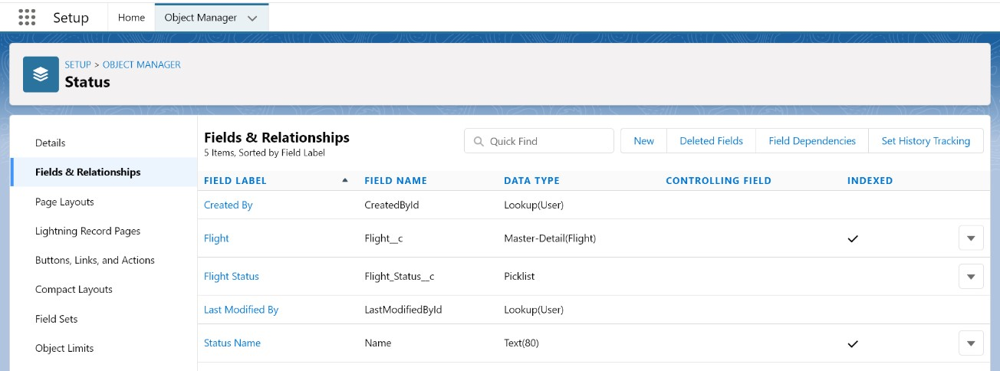 Setup Home Object Manager
SETUP > OBJECT MANAGER
Status
Details
Fields & Relationships
Page Layouts
Lightning Record Pages
Buttons, Links, and Actions
Compact Layouts
Field Sets
Object Limits
Fields & Relationships
5 Items, Sorted by Field Label
Quick Find New Deleted Fields Field Dependencies Set History Tracking
FIELD LABEL FIELD NAME DATA TYPE CONTROLLING FIELD INDEXED
Created By CreatedById Lookup(User)
Flight Flight__c Master-Detail(Flight)
Flight Status Flight_Status__c Picklist
Last Modified By LastModifiedById Lookup(User)
Status Name Name Text(80)